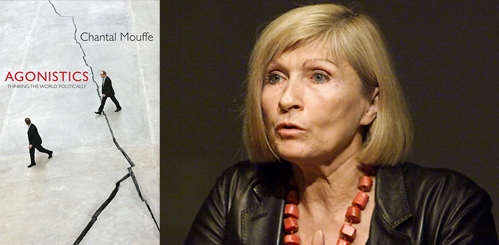 Chantal Mouffe
AGONISTICS
THINKING THE WORLD POLITICALLY